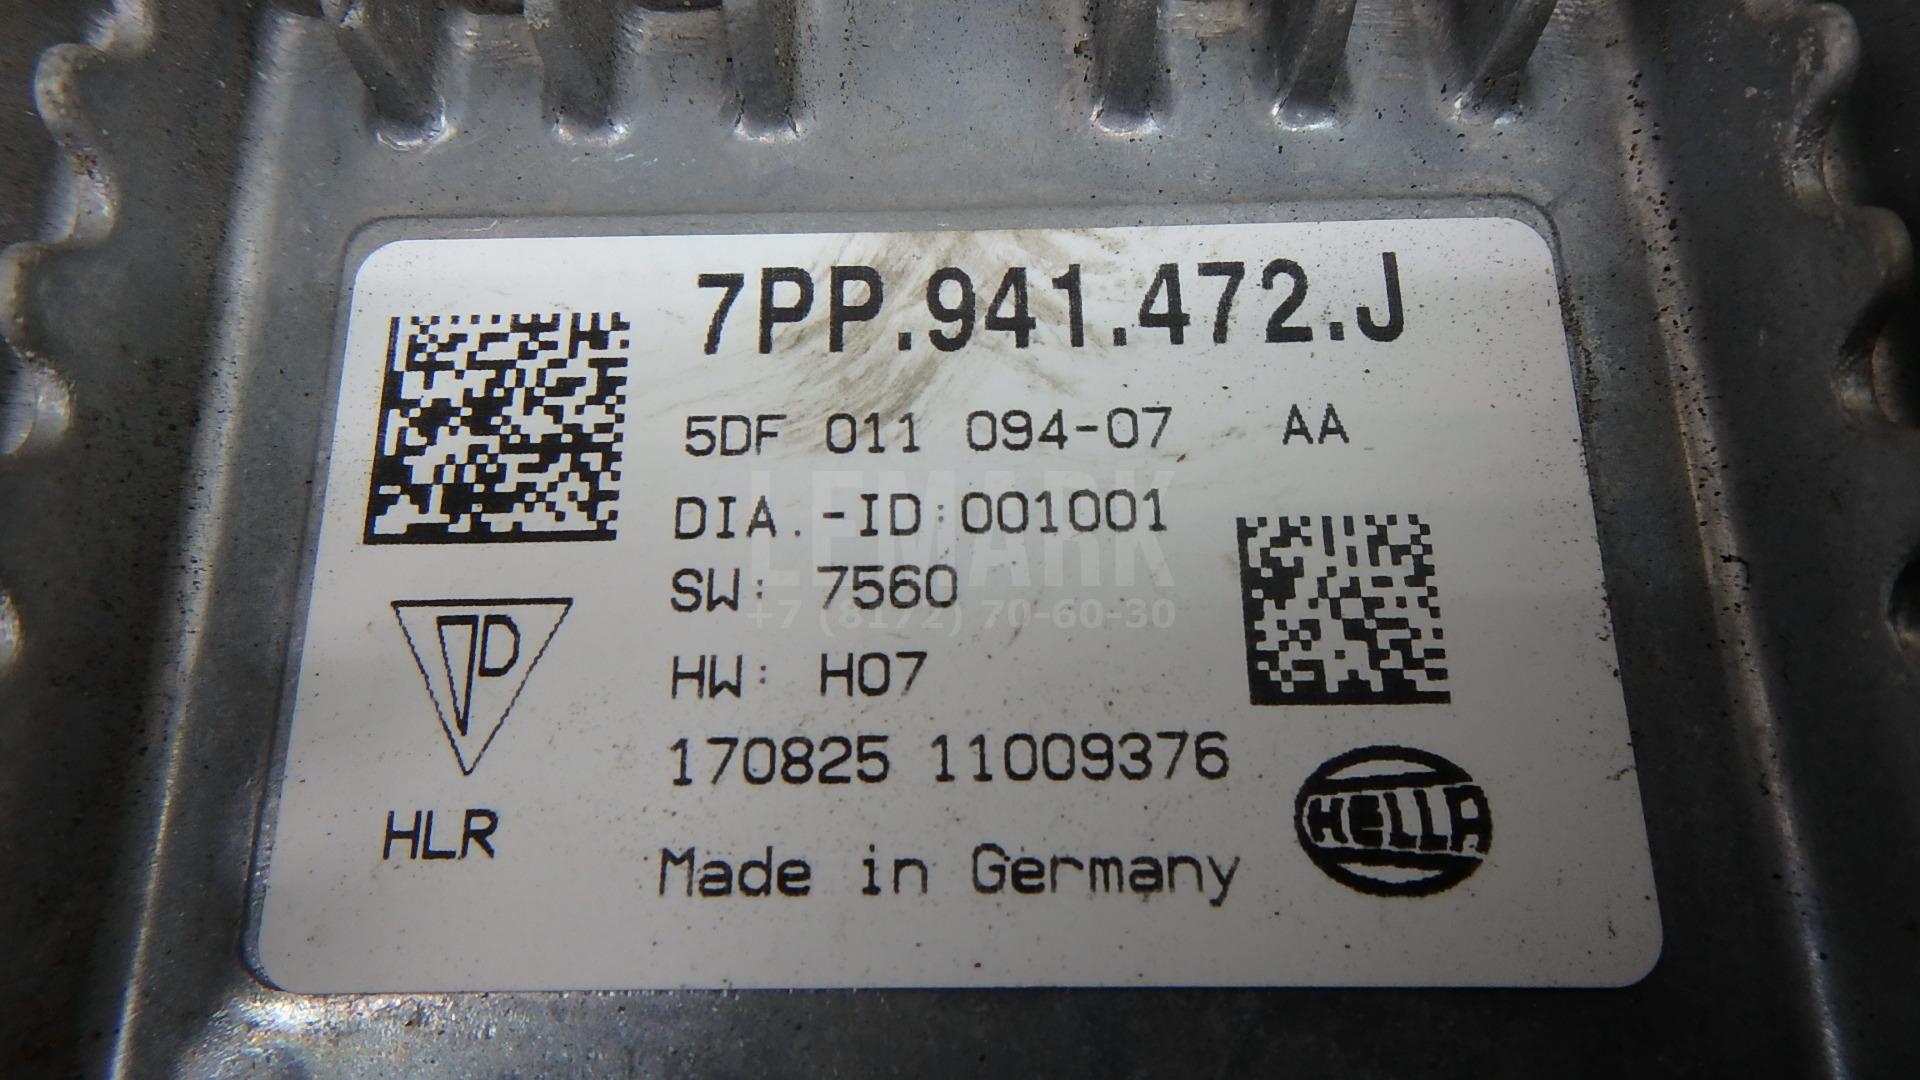 7PP.941.472.J
5DF 011 094-07 AA
DIA.-ID:001001
SW: 7560
HW: H07
170825 11009376
Made in Germany
HLR
HELLA
LEMARK
+7 (8172) 70-60-30